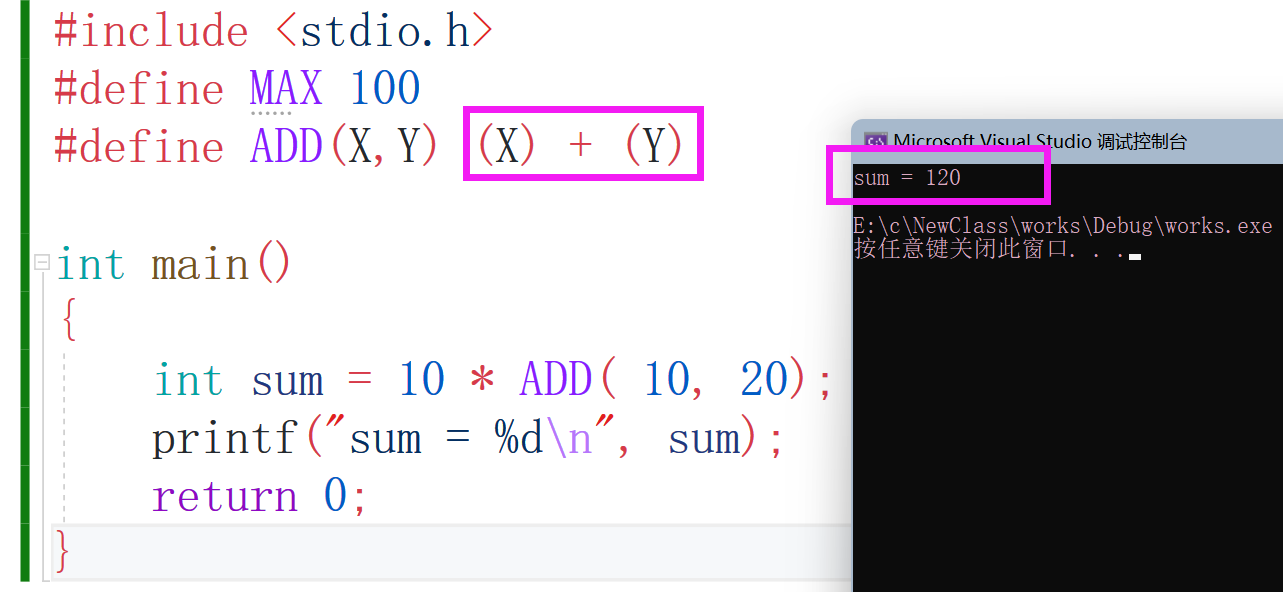 #include <stdio.h>
#define MAX 100
#define ADD(X,Y) (X) + (Y)
int main()
{
int sum = 10 * ADD( 10, 20);
printf("sum = %d\n", sum);
return 0;
}
Microsoft Visual Studio 调试控制台
sum = 120
E:\c\NewClass\works\Debug\works.exe
按任意键关闭此窗口. . .